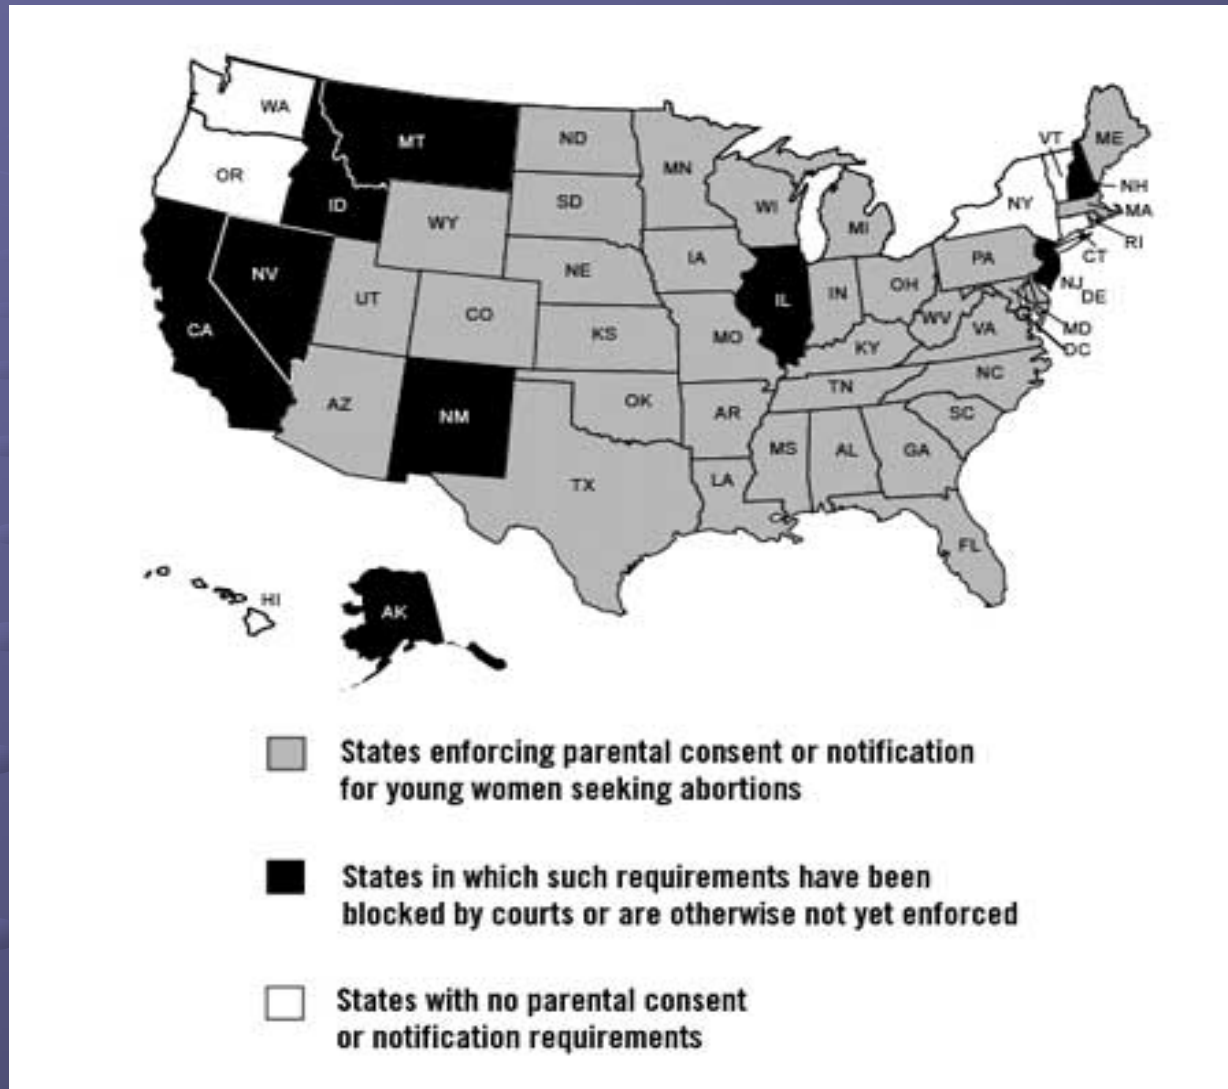 WA
MT
ND
MN
VT
ME
OR
ID
SD
WI
MI
NY
NH
MA
RI
CT
WY
NV
IA
NE
PA
NJ
DE
UT
CO
IL
IN
OH
CA
KS
MO
WV
VA
MD
DC
KY
AZ
NM
OK
AR
TN
NC
SC
MS
AL
GA
TX
LA
FL
HI
AK
States enforcing parental consent or notification
for young women seeking abortions
States in which such requirements have been
blocked by courts or are otherwise not yet enforced
States with no parental consent
or notification requirements